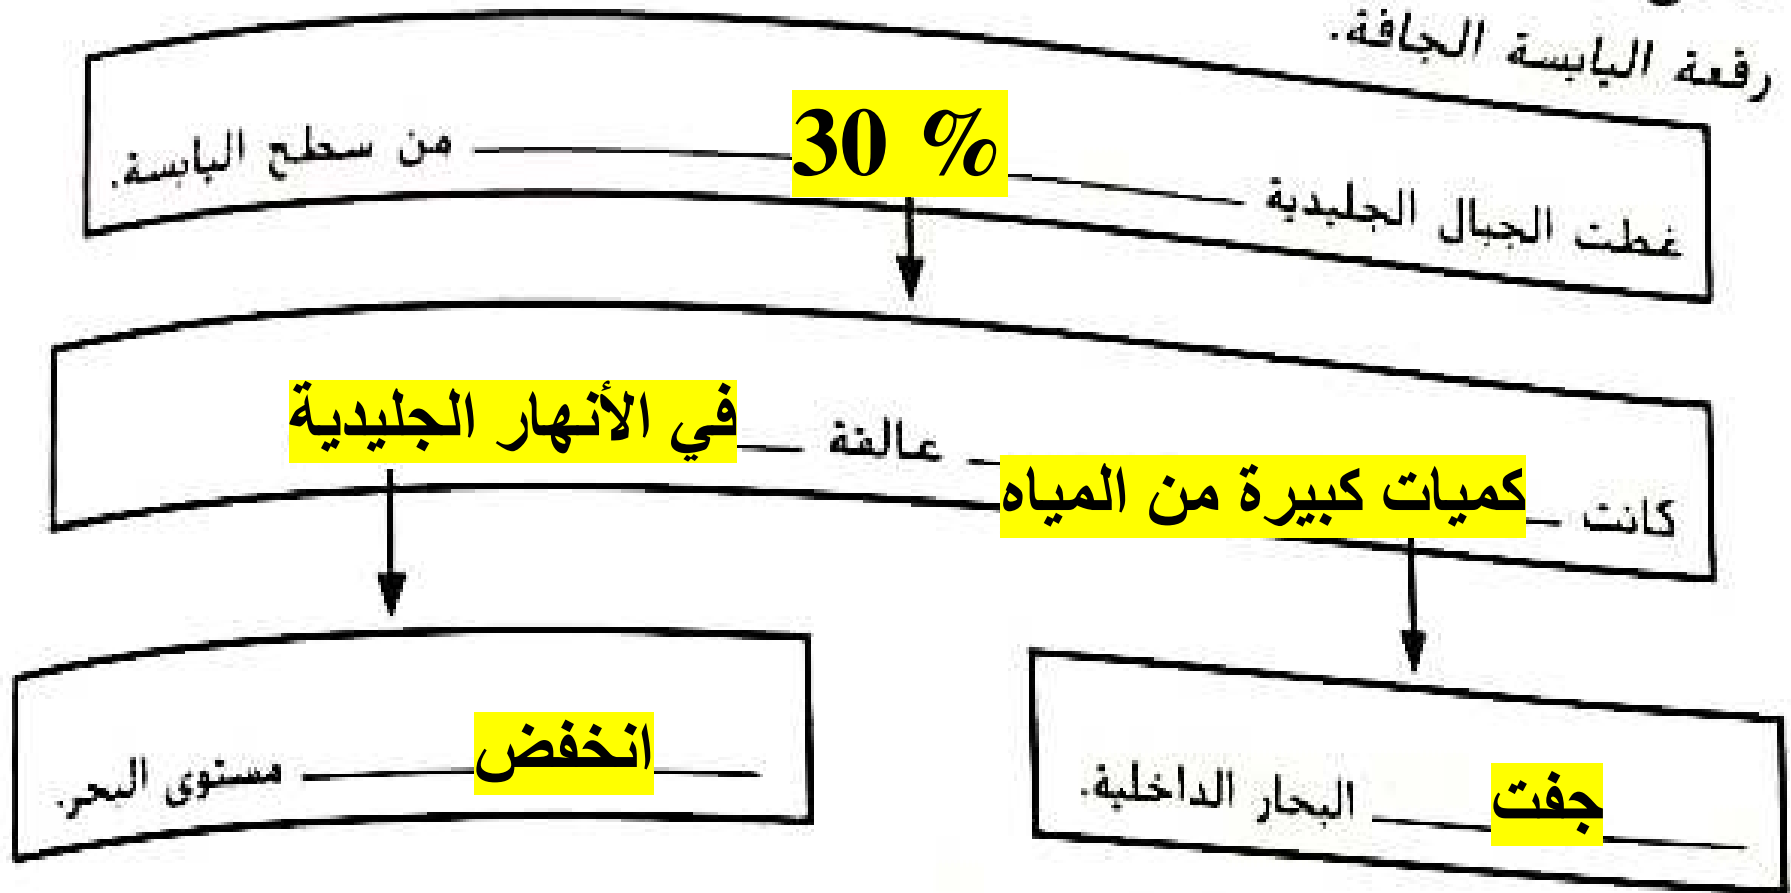 رقعة اليابسة الجافة.
غطت الجبال الجليدية 30 % من سطح اليابسة.
كانت كميات كبيرة من المياه عالقة في الأنهار الجليدية
جفت البحار الداخلية.
انخفض مستوى البحر.